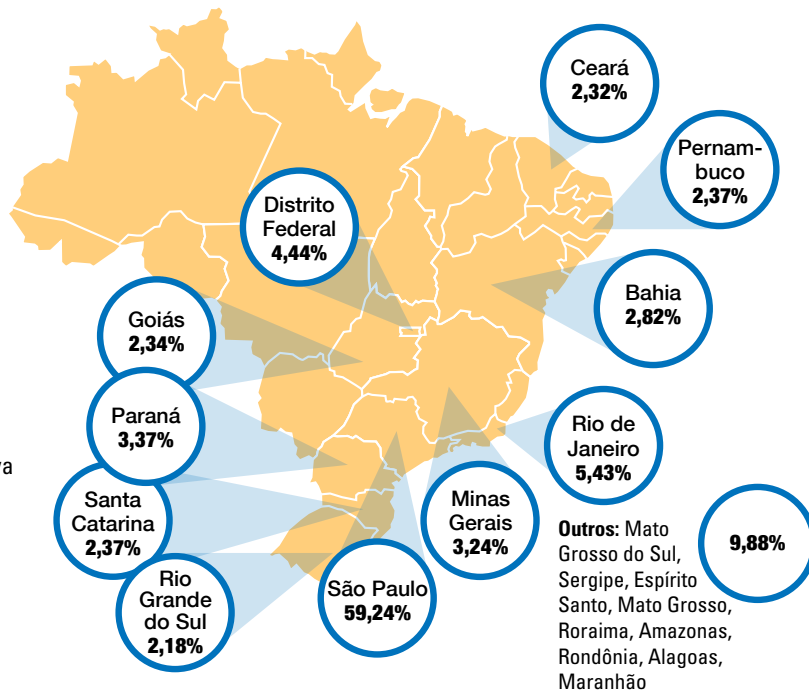 Ceará
2,32%
Pernam-
buco
2,37%
Distrito
Federal
4,44%
Bahia
2,82%
Goiás
2,34%
Paraná
3,37%
Rio de
Janeiro
5,43%
Santa
Catarina
2,37%
Minas
Gerais
3,24%
Rio
Grande
do Sul
2,18%
São Paulo
59,24%
Outros: Mato
Grosso do Sul,
Sergipe, Espírito
Santo, Mato Grosso,
Roraima, Amazonas,
Rondônia, Alagoas,
Maranhão
9,88%